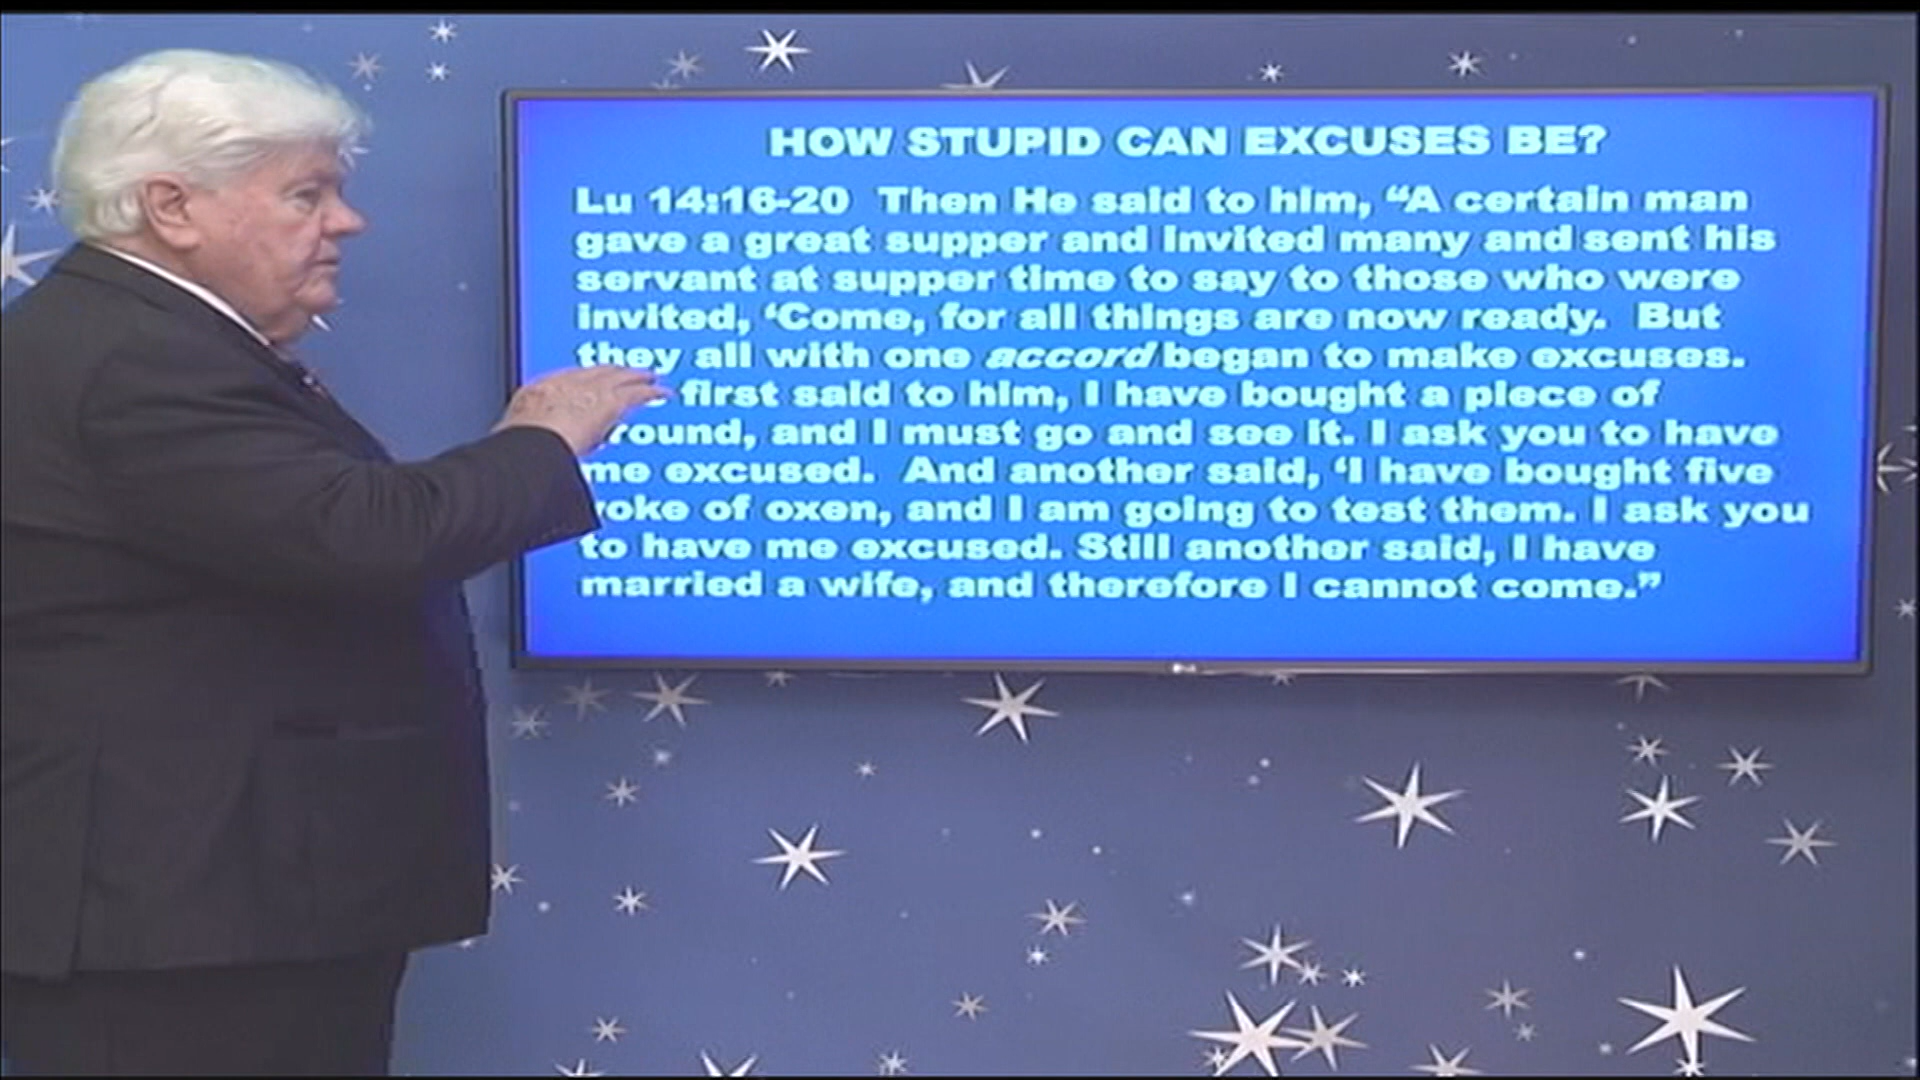 HOW STUPID CAN EXCUSES BE?
Lu 14:16-20 Then He said to him, “A certain man
gave a great supper and invited many and sent his
servant at supper time to say to those who were
invited, ‘Come, for all things are now ready. But
they all with one accord began to make excuses.
first said to him, I have bought a piece of
round, and I must go and see it. I ask you to have
me excused. And another said, ‘I have bought five
yoke of oxen, and I am going to test them. I ask you
to have me excused. Still another said, I have
married a wife, and therefore I cannot come.”